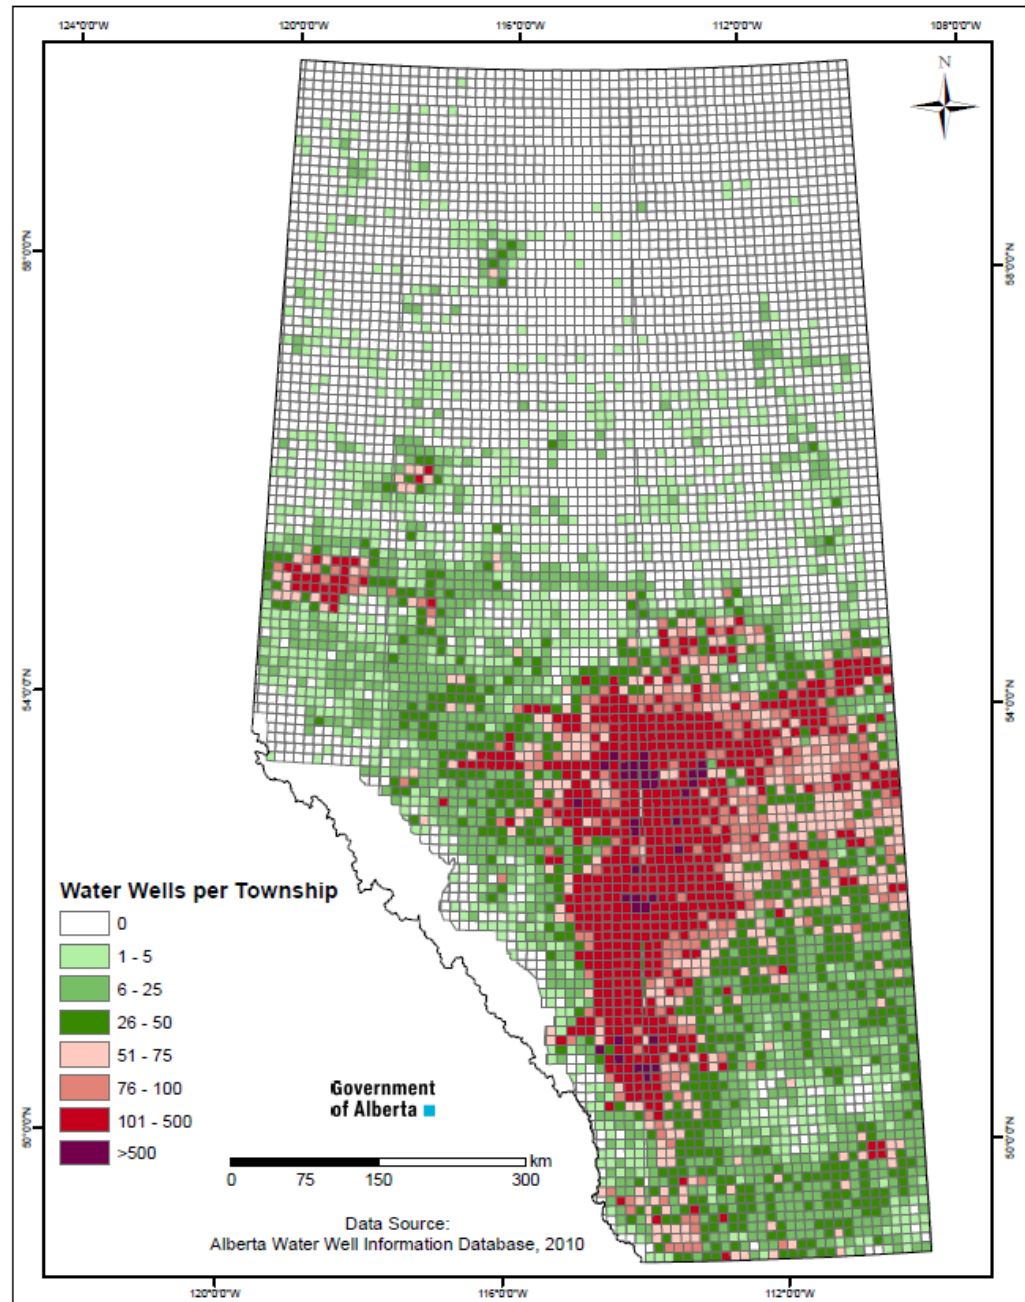 124°0'0"W 120°0'0"W 116°0'0"W 112°0'0"W 108°0'0"W
N
58°0'0"N
58°0'0"N
54°0'0"N
54°0'0"N
Water Wells per Township
0
1 - 5
6 - 25
26 - 50
51 - 75
76 - 100
101 - 500
>500
Government
of Alberta
50°0'0"N
50°0'0"N
km
0 75 150 300
Data Source:
Alberta Water Well Information Database, 2010
120°0'0"W 116°0'0"W 112°0'0"W